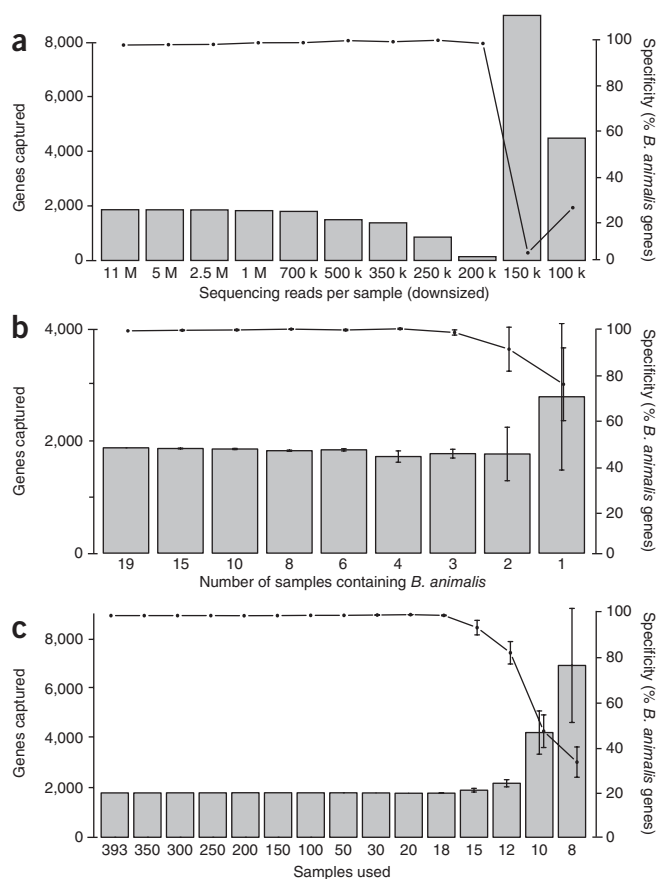 a
8,000
6,000
4,000
2,000
0
Genes captured
100
80
60
40
20
0
Specificity (% B. animalis genes)
11 M 5 M 2.5 M 1 M 700 k 500 k 350 k 250 k 200 k 150 k 100 k
Sequencing reads per sample (downsized)
b
4,000
2,000
0
Genes captured
100
80
60
40
20
0
Specificity (% B. animalis genes)
19 15 10 8 6 4 3 2 1
Number of samples containing B. animalis
c
8,000
6,000
4,000
2,000
0
Genes captured
100
80
60
40
20
0
Specificity (% B. animalis genes)
393 350 300 250 200 150 100 50 30 20 18 15 12 10 8
Samples used